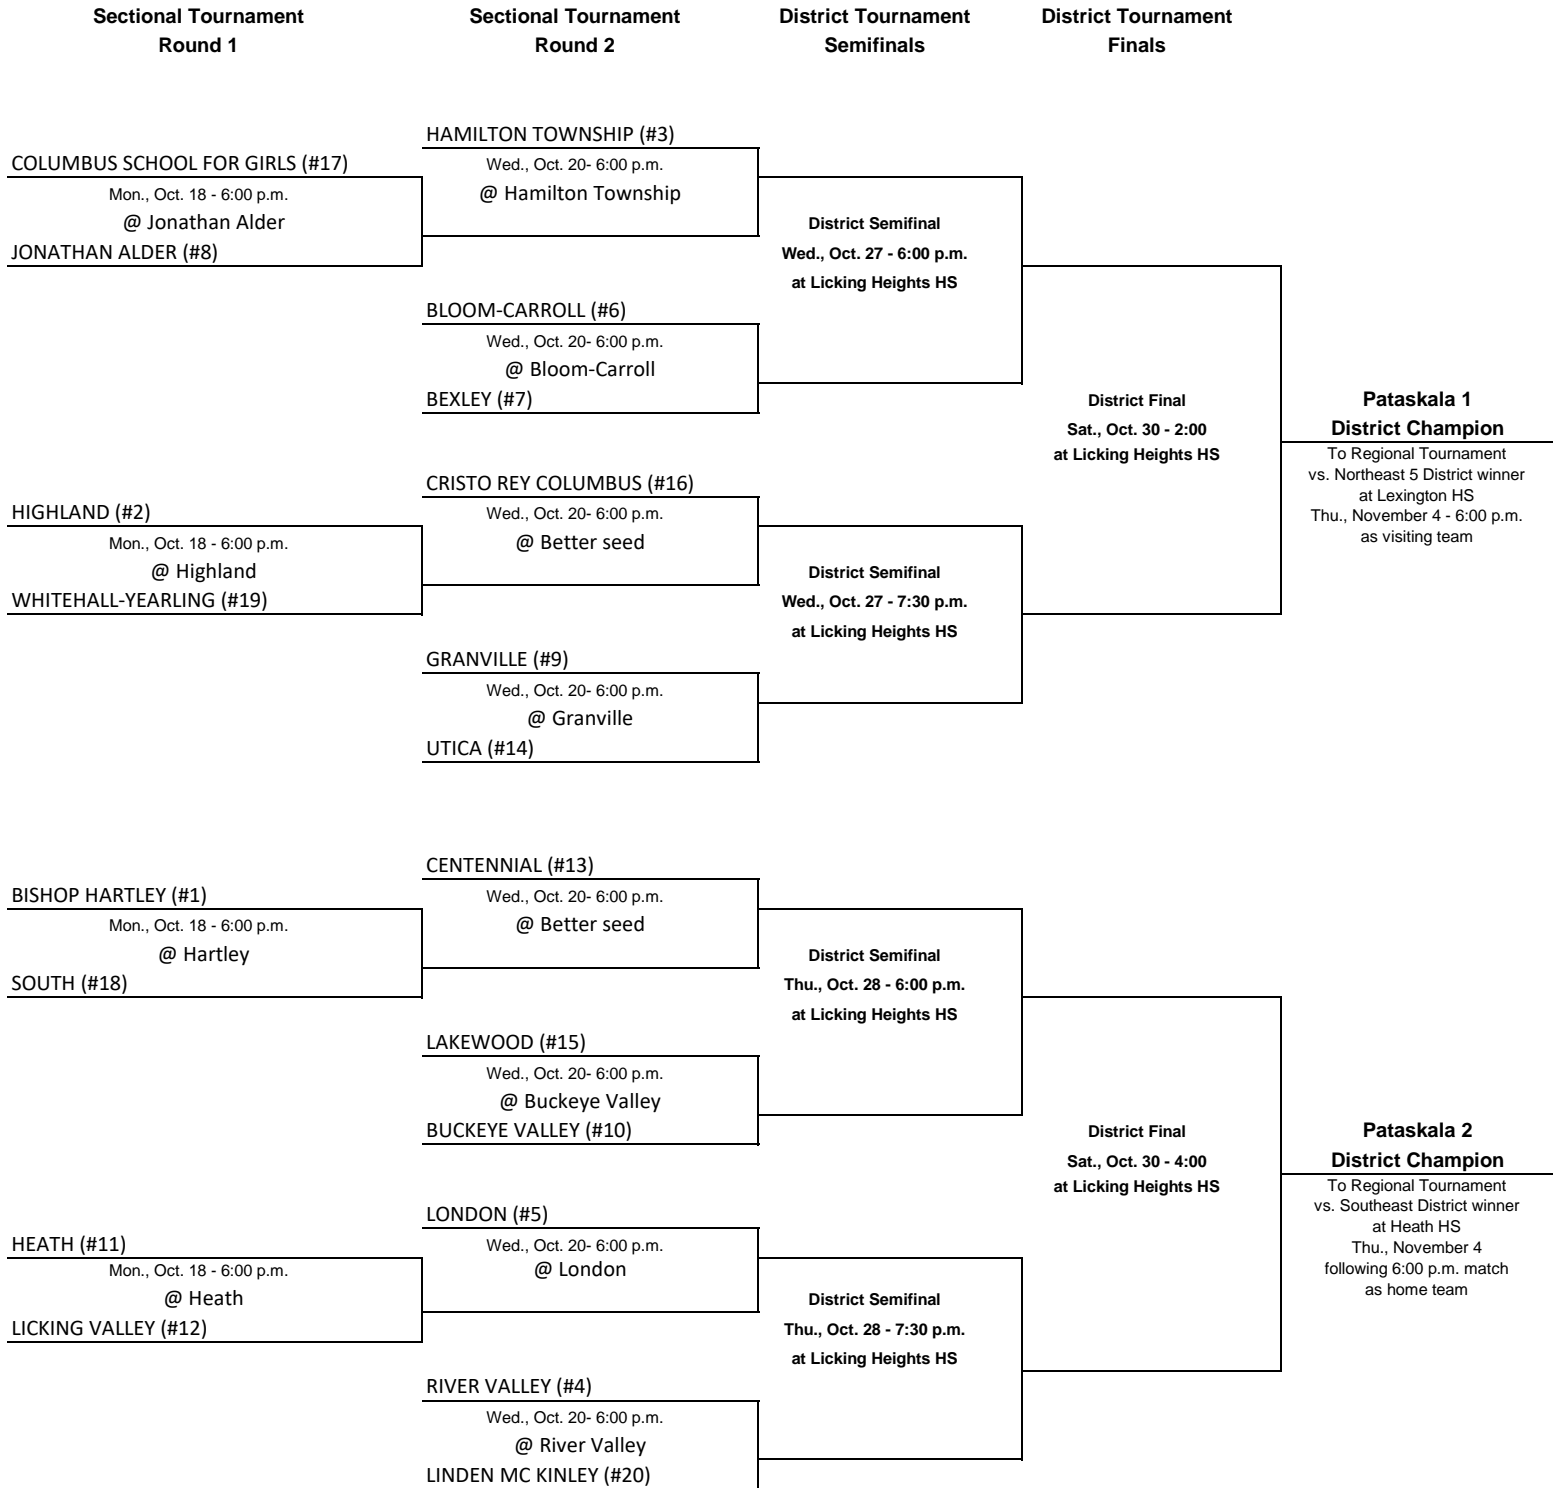 Sectional Tournament
Round 1
Sectional Tournament
Round 2
District Tournament
Semifinals
District Tournament
Finals
HAMILTON TOWNSHIP (#3)
COLUMBUS SCHOOL FOR GIRLS (#17)
Wed., Oct. 20- 6:00 p.m.
@ Hamilton Township
Mon., Oct. 18 - 6:00 p.m.
@ Jonathan Alder
JONATHAN ALDER (#8)
District Semifinal
Wed., Oct. 27 - 6:00 p.m.
at Licking Heights HS
BLOOM-CARROLL (#6)
Wed., Oct. 20- 6:00 p.m.
@ Bloom-Carroll
BEXLEY (#7)
District Final
Sat., Oct. 30 - 2:00
at Licking Heights HS
Pataskala 1
District Champion
To Regional Tournament
vs. Northeast 5 District winner
at Lexington HS
Thu., November 4 - 6:00 p.m.
as visiting team
CRISTO REY COLUMBUS (#16)
HIGHLAND (#2)
Wed., Oct. 20- 6:00 p.m.
@ Better seed
Mon., Oct. 18 - 6:00 p.m.
@ Highland
WHITEHALL-YEARLING (#19)
District Semifinal
Wed., Oct. 27 - 7:30 p.m.
at Licking Heights HS
GRANVILLE (#9)
Wed., Oct. 20- 6:00 p.m.
@ Granville
UTICA (#14)
CENTENNIAL (#13)
BISHOP HARTLEY (#1)
Wed., Oct. 20- 6:00 p.m.
@ Better seed
Mon., Oct. 18 - 6:00 p.m.
@ Hartley
SOUTH (#18)
District Semifinal
Thu., Oct. 28 - 6:00 p.m.
at Licking Heights HS
LAKEWOOD (#15)
Wed., Oct. 20- 6:00 p.m.
@ Buckeye Valley
BUCKEYE VALLEY (#10)
District Final
Sat., Oct. 30 - 4:00
at Licking Heights HS
Pataskala 2
District Champion
To Regional Tournament
vs. Southeast District winner
at Heath HS
Thu., November 4
following 6:00 p.m. match
as home team
LONDON (#5)
HEATH (#11)
Wed., Oct. 20- 6:00 p.m.
@ London
Mon., Oct. 18 - 6:00 p.m.
@ Heath
LICKING VALLEY (#12)
District Semifinal
Thu., Oct. 28 - 7:30 p.m.
at Licking Heights HS
RIVER VALLEY (#4)
Wed., Oct. 20- 6:00 p.m.
@ River Valley
LINDEN MC KINLEY (#20)